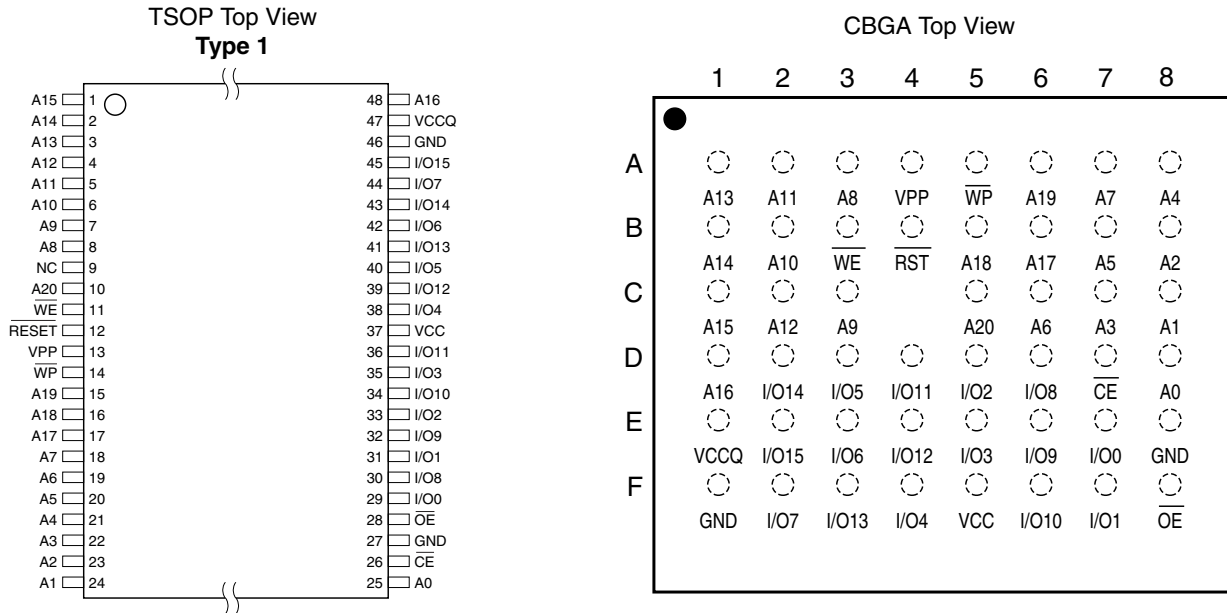 TSOP Top View
Type 1
A15 1 48 A16
A14 2 47 VCCQ
A13 3 46 GND
A12 4 45 I/O15
A11 5 44 I/O7
A10 6 43 I/O14
A9 7 42 I/O6
A8 8 41 I/O13
NC 9 40 I/O5
A20 10 39 I/O12
WE 11 38 I/O4
RESET 12 37 VCC
VPP 13 36 I/O11
WP 14 35 I/O3
A19 15 34 I/O10
A18 16 33 I/O2
A17 17 32 I/O9
A7 18 31 I/O1
A6 19 30 I/O8
A5 20 29 I/O0
A4 21 28 OE
A3 22 27 GND
A2 23 26 CE
A1 24 25 A0
CBGA Top View
1 2 3 4 5 6 7 8
A
A13 A11 A8 VPP WP A19 A7 A4
B
A14 A10 WE RST A18 A17 A5 A2
C
A15 A12 A9 A20 A6 A3 A1
D
A16 I/O14 I/O5 I/O11 I/O2 I/O8 CE A0
E
VCCQ I/O15 I/O6 I/O12 I/O3 I/O9 I/O0 GND
F
GND I/O7 I/O13 I/O4 VCC I/O10 I/O1 OE